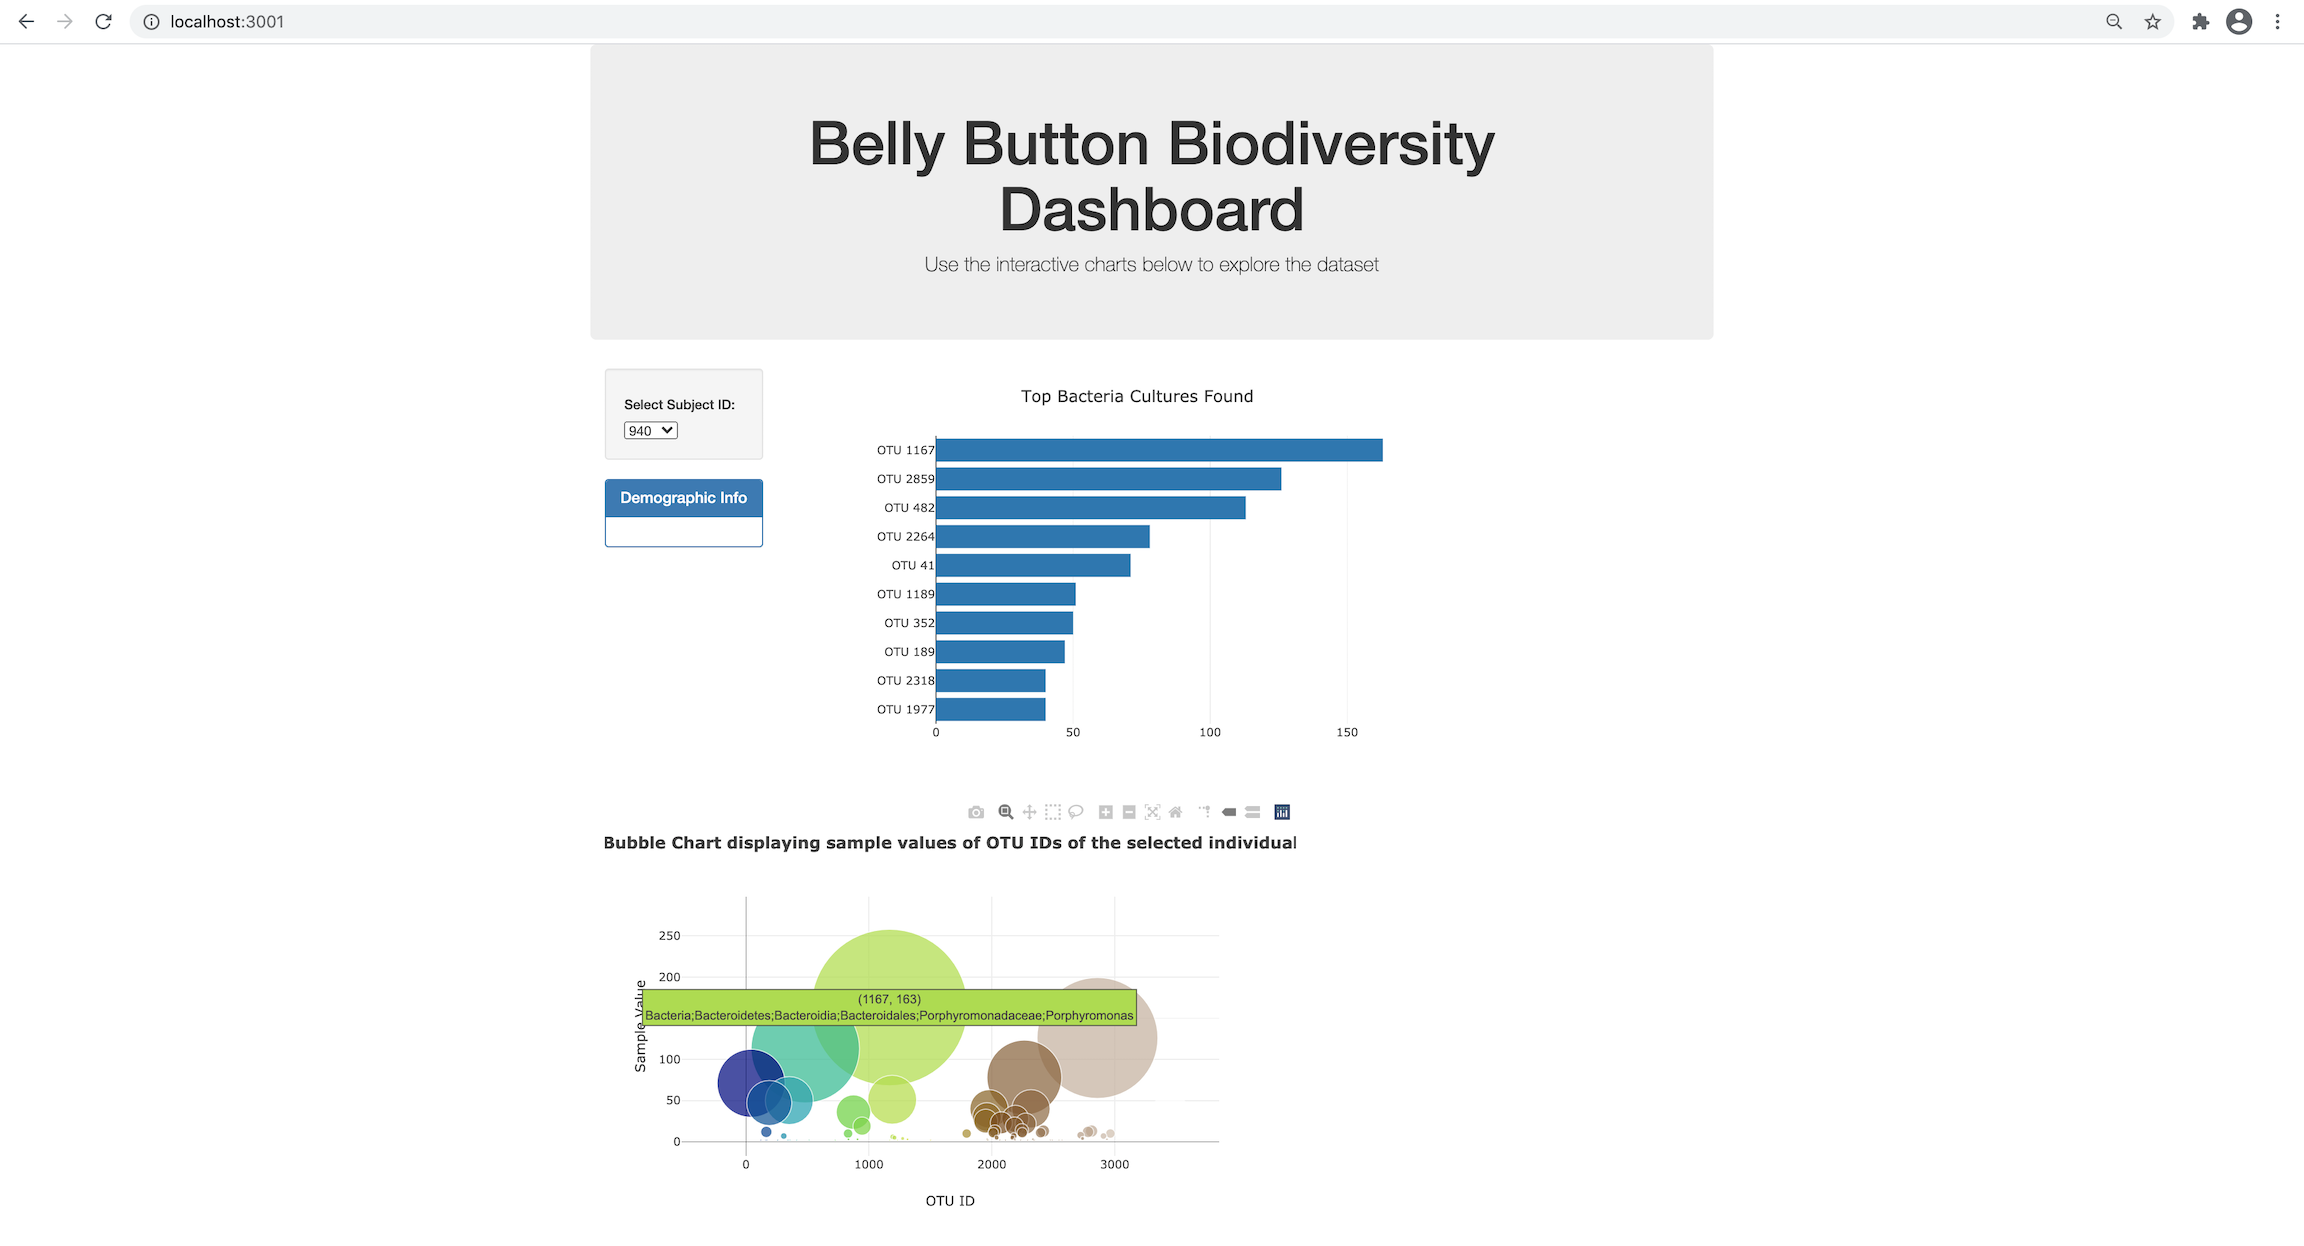 localhost:3001
Belly Button Biodiversity
Dashboard
Use the interactive charts below to explore the dataset
Select Subject ID:
940
Demographic Info
Top Bacteria Cultures Found
OTU 1167
OTU 2859
OTU 482
OTU 2264
OTU 41
OTU 1189
OTU 352
OTU 189
OTU 2318
OTU 1977
0 50 100 150
Bubble Chart displaying sample values of OTU IDs of the selected individual
250
200
100
50
0
Sample Value
(1167, 163)
Bacteria;Bacteroidetes;Bacteroidia;Bacteroidales;Porphyromonadaceae;Porphyromonas
0 1000 2000 3000
OTU ID